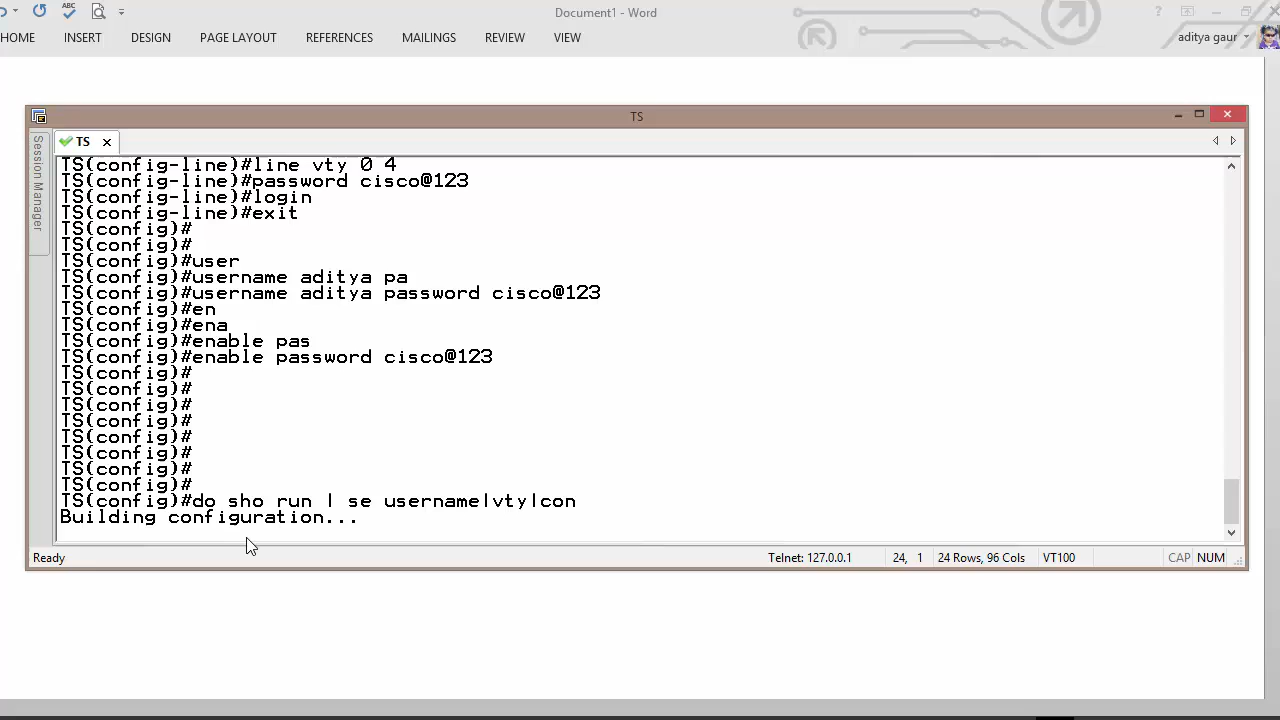 Document1 - Word
HOME INSERT DESIGN PAGE LAYOUT REFERENCES MAILINGS REVIEW VIEW aditya gaur
TS
TS
Session Manager
TS(config-line)#line vty 0 4
TS(config-line)#password cisco@123
TS(config-line)#login
TS(config-line)#exit
TS(config)#
TS(config)#
TS(config)#user
TS(config)#username aditya pa
TS(config)#username aditya password cisco@123
TS(config)#en
TS(config)#ena
TS(config)#enable pas
TS(config)#enable password cisco@123
TS(config)#
TS(config)#
TS(config)#
TS(config)#
TS(config)#
TS(config)#
TS(config)#
TS(config)#
TS(config)#do sho run | se username|vty|con
Building configuration...
Ready Telnet: 127.0.0.1 24, 1 24 Rows, 96 Cols VT100 CAP NUM